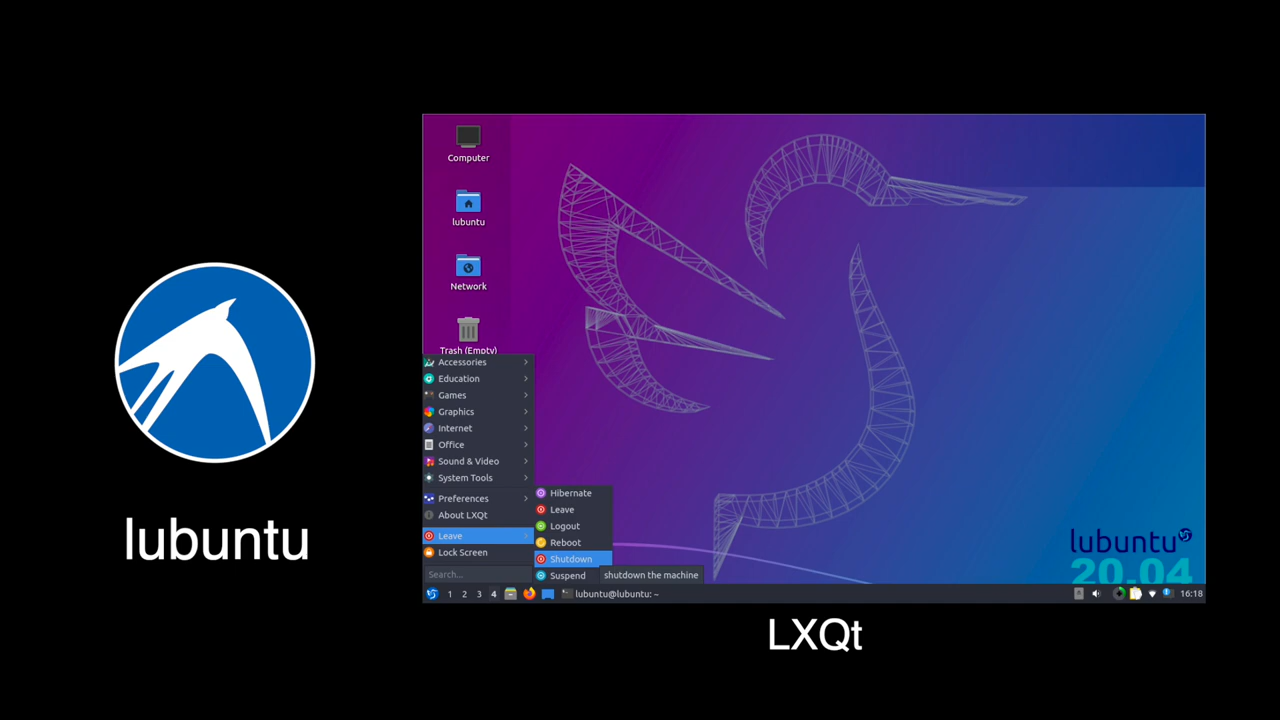 lubuntu
Computer
lubuntu
Network
Trash (Empty)
Accessories
Education
Games
Graphics
Internet
Office
Sound & Video
System Tools
Preferences
About LXQt
Leave
Lock Screen
Search...
Hibernate
Leave
Logout
Reboot
Shutdown
Suspend
shutdown the machine
lubuntu
20.04
1 2 3 4 lubuntu@lubuntu: ~ 16:18
LXQt